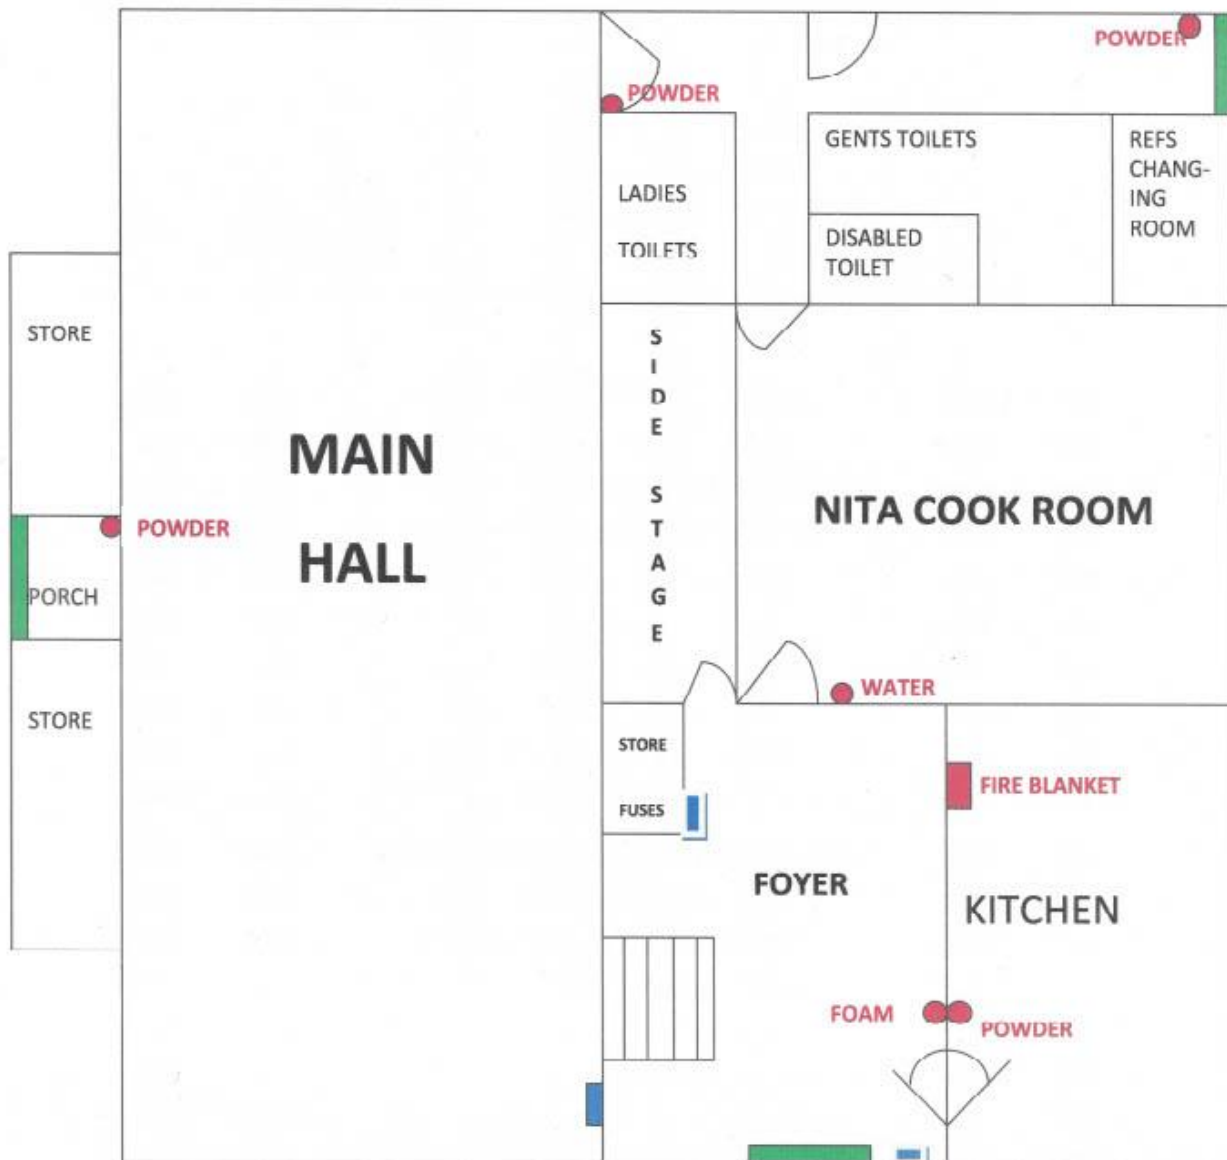 POWDER
POWDER
GENTS TOILETS
REFS
CHANG-
ING
ROOM
LADIES
TOILETS
DISABLED
TOILET
STORE
S
I
D
E
S
T
A
G
E
MAIN
HALL
NITA COOK ROOM
POWDER
PORCH
WATER
STORE
STORE
FUSES
FIRE BLANKET
FOYER
KITCHEN
FOAM
POWDER